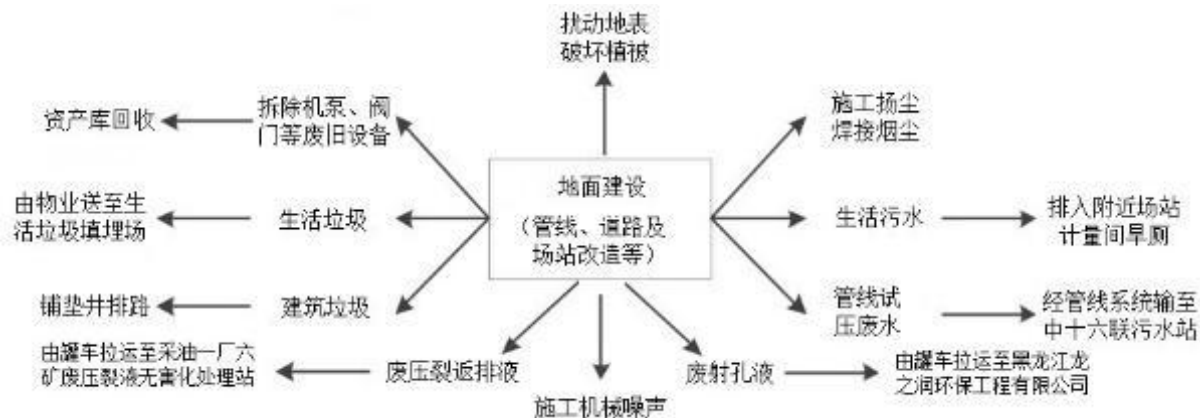 扰动地表
破坏植被
资产库回收
拆除机泵、阀
门等废旧设备
施工扬尘
焊接烟尘
地面建设
（管线、道路及
场站改造等）
由物业送至生
活垃圾填埋场
生活垃圾
生活污水
排入附近场站
计量间旱厕
铺垫井排路
建筑垃圾
管线试
压废水
经管线系统输至
中十六联污水站
由罐车拉运至采油一厂六
矿废压裂液无害化处理站
废压裂返排液
施工机械噪声
废射孔液
由罐车拉运至黑龙江龙
之润环保工程有限公司